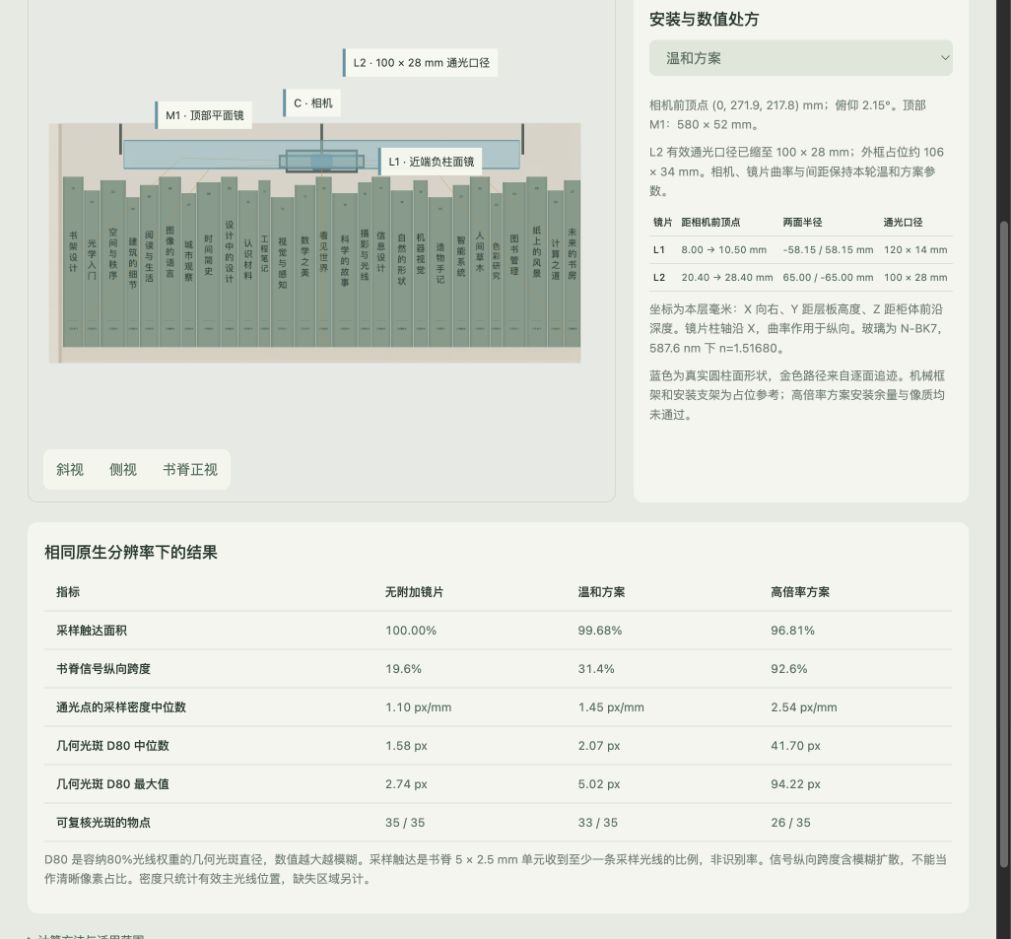 安装与数值处方
温和方案
L2 · 100 × 28 mm 通光口径
C · 相机
M1 · 顶部平面镜
L1 · 近端负柱面镜
书架设计
光学入门
空间与秩序
建筑的细节
阅读与生活
图像的语言
城市观察
时间简史
设计中的设计
认识材料
工程笔记
视觉与感知
数学之美
看见世界
科学的故事
摄影与光线
信息设计
自然的形状
机器视觉
造物手记
智能系统
人间草木
色彩研究
图书管理
纸上的风景
计算之道
未来的书房
斜视
侧视
书脊正视
相机前顶点 (0, 271.9, 217.8) mm；俯仰 2.15°。顶部
M1：580 × 52 mm。
L2 有效通光口径已缩至 100 × 28 mm；外框占位约 106
× 34 mm。相机、镜片曲率与间距保持本轮温和方案参
数。
镜片 距相机前顶点 两面半径 通光口径
L1 8.00 → 10.50 mm -58.15 / 58.15 mm 120 × 14 mm
L2 20.40 → 28.40 mm 65.00 / -65.00 mm 100 × 28 mm
坐标为本层毫米：X 向右、Y 距层板高度、Z 距柜体前沿
深度。镜片柱轴沿 X，曲率作用于纵向。玻璃为 N-BK7，
587.6 nm 下 n=1.51680。
蓝色为真实圆柱面形状，金色路径来自逐面追迹。机械框
架和安装支架为占位参考；高倍率方案安装余量与像质均
未通过。
相同原生分辨率下的结果
指标 无附加镜片 温和方案 高倍率方案
采样触达面积 100.00% 99.68% 96.81%
书脊信号纵向跨度 19.6% 31.4% 92.6%
通光点的采样密度中位数 1.10 px/mm 1.45 px/mm 2.54 px/mm
几何光斑 D80 中位数 1.58 px 2.07 px 41.70 px
几何光斑 D80 最大值 2.74 px 5.02 px 94.22 px
可复核光斑的物点 35 / 35 33 / 35 26 / 35
D80 是容纳80%光线权重的几何光斑直径，数值越大越模糊。采样触达是书脊 5 × 2.5 mm 单元收到至少一条采样光线的比例，非识别率。信号纵向跨度含模糊扩散，不能当
作清晰像素占比。密度只统计有效主光线位置，缺失区域另计。